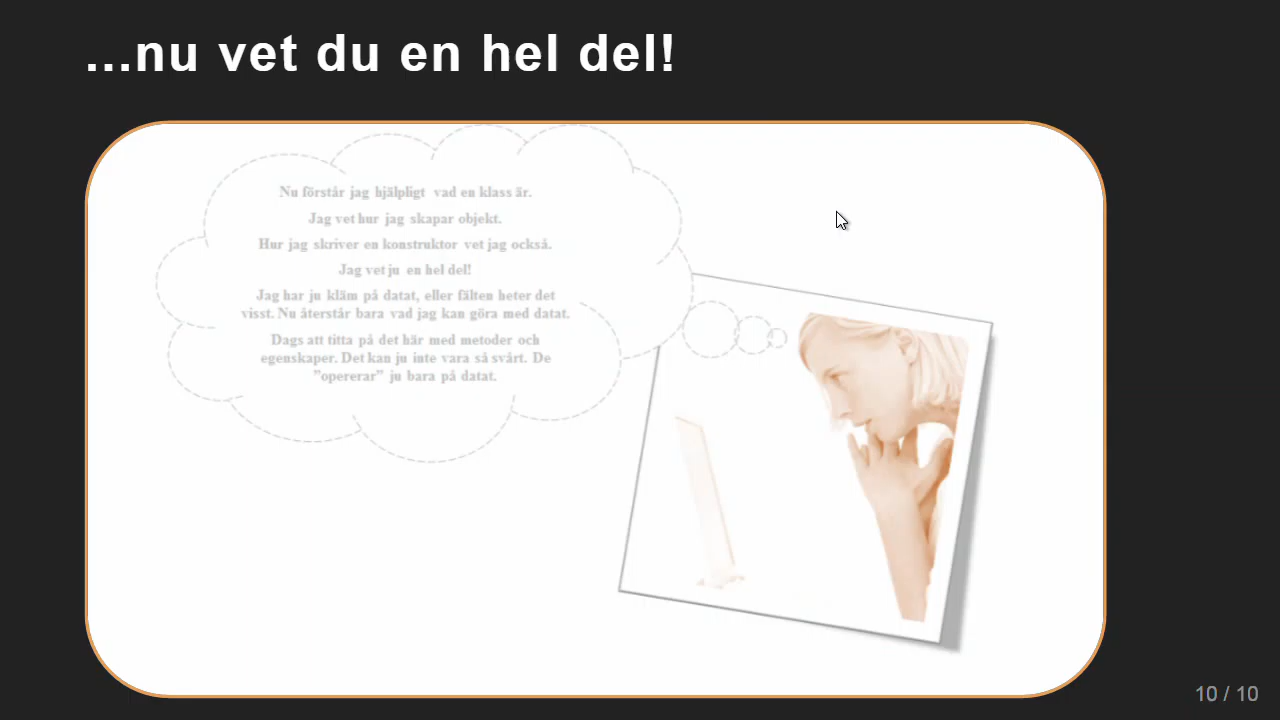 ...nu vet du en hel del!
Nu förstår jag hjälpligt vad en klass är.
Jag vet hur jag skapar objekt.
Hur jag skriver en konstruktor vet jag också.
Jag vet ju en hel del!
Jag har ju kläm på datat, eller fälten heter det
visst. Nu återstår bara vad jag kan göra med datat.
Dags att titta på det här med metoder och
egenskaper. Det kan ju inte vara så svårt. De
”opererar” ju bara på datat.
10 / 10